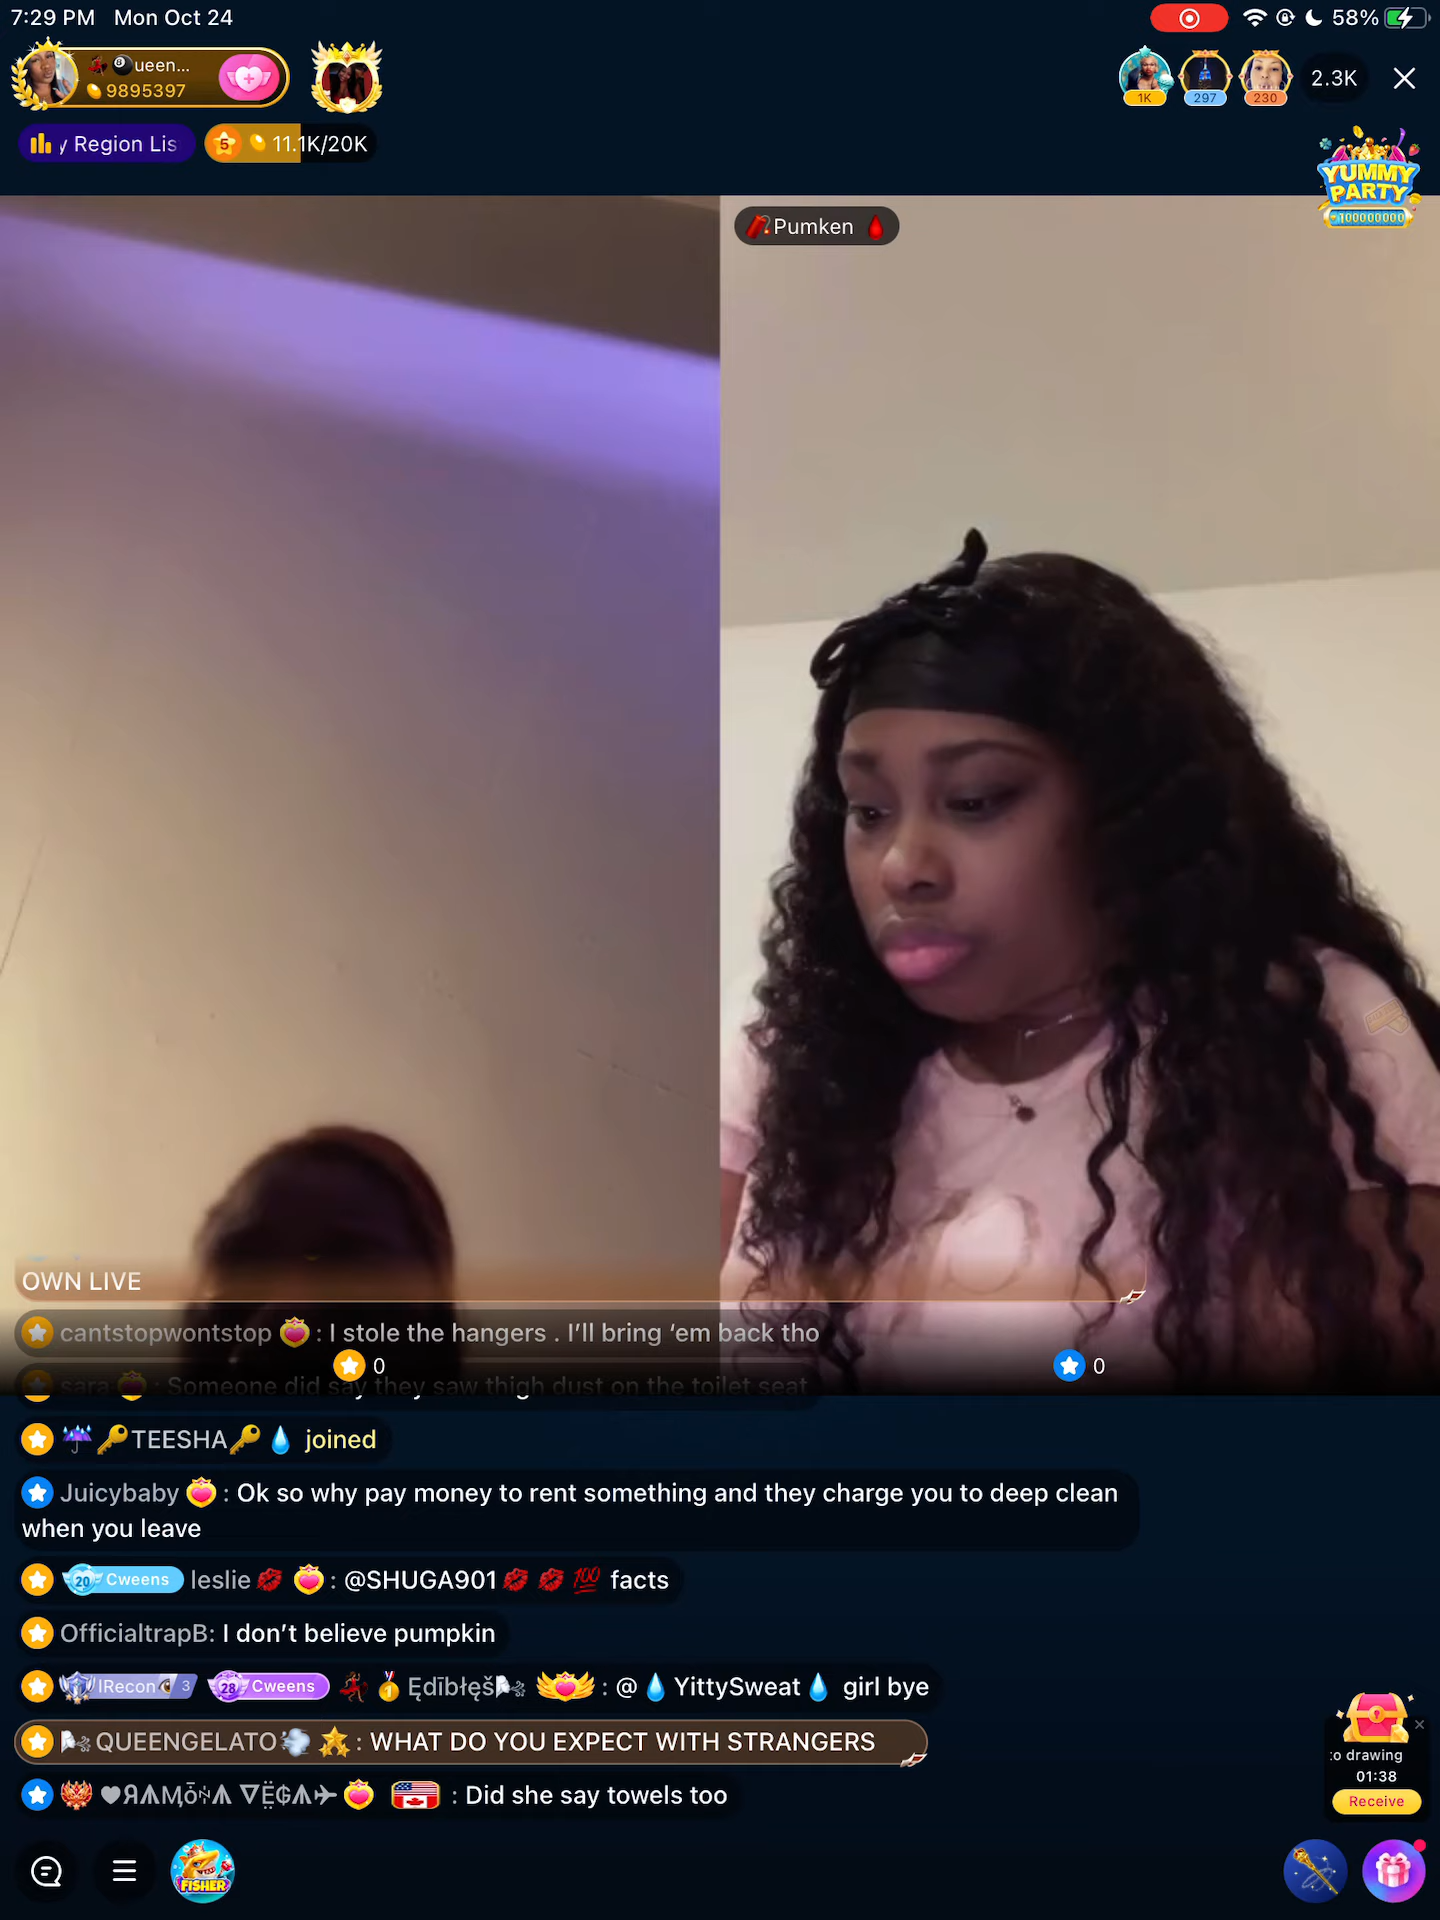 7:29 PM Mon Oct 24
58%
ueen...
9895397
1K
297
230
2.3K
y Region Lis
5
11.1K/20K
YUMMY
PARTY
100000000
Pumken
OWN LIVE
cantstopwontstop : I stole the hangers . I'll bring ‘em back tho
0
0
sara : Someone did say they saw thigh dust on the toilet seat
TEESHA joined
Juicybaby : Ok so why pay money to rent something and they charge you to deep clean
when you leave
20 Cweens leslie💋 : @SHUGA901💋 💋 💯 facts
OfficialtrapB: I don’t believe pumpkin
IRecon 3 28 Cweens Ędībłęš : @💧 YittySweat💧 girl bye
QUEENGELATO : WHAT DO YOU EXPECT WITH STRANGERS
: Did she say towels too
to drawing
01:38
Receive
FISHER